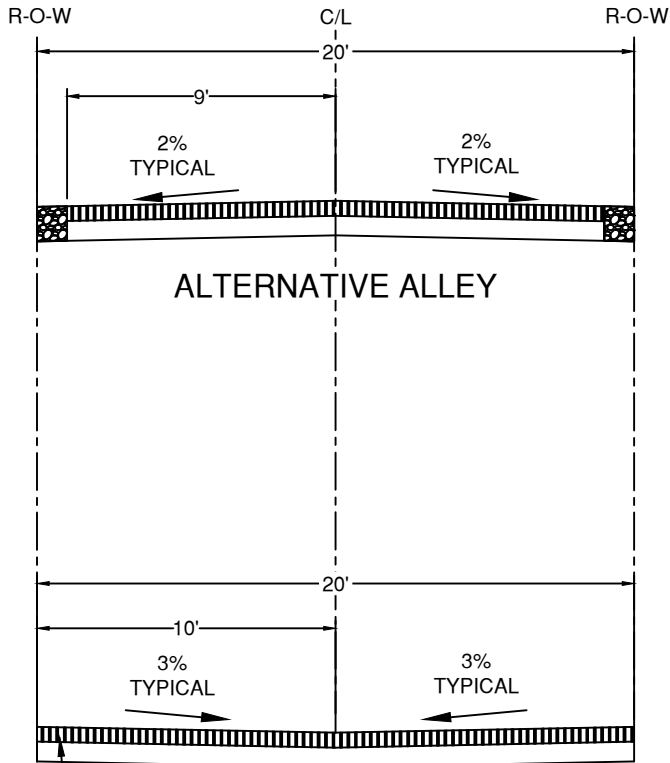 R-O-W C/L R-O-W
20'
9'
2% 2%
TYPICAL TYPICAL
ALTERNATIVE ALLEY
20'
10'
3% 3%
TYPICAL TYPICAL